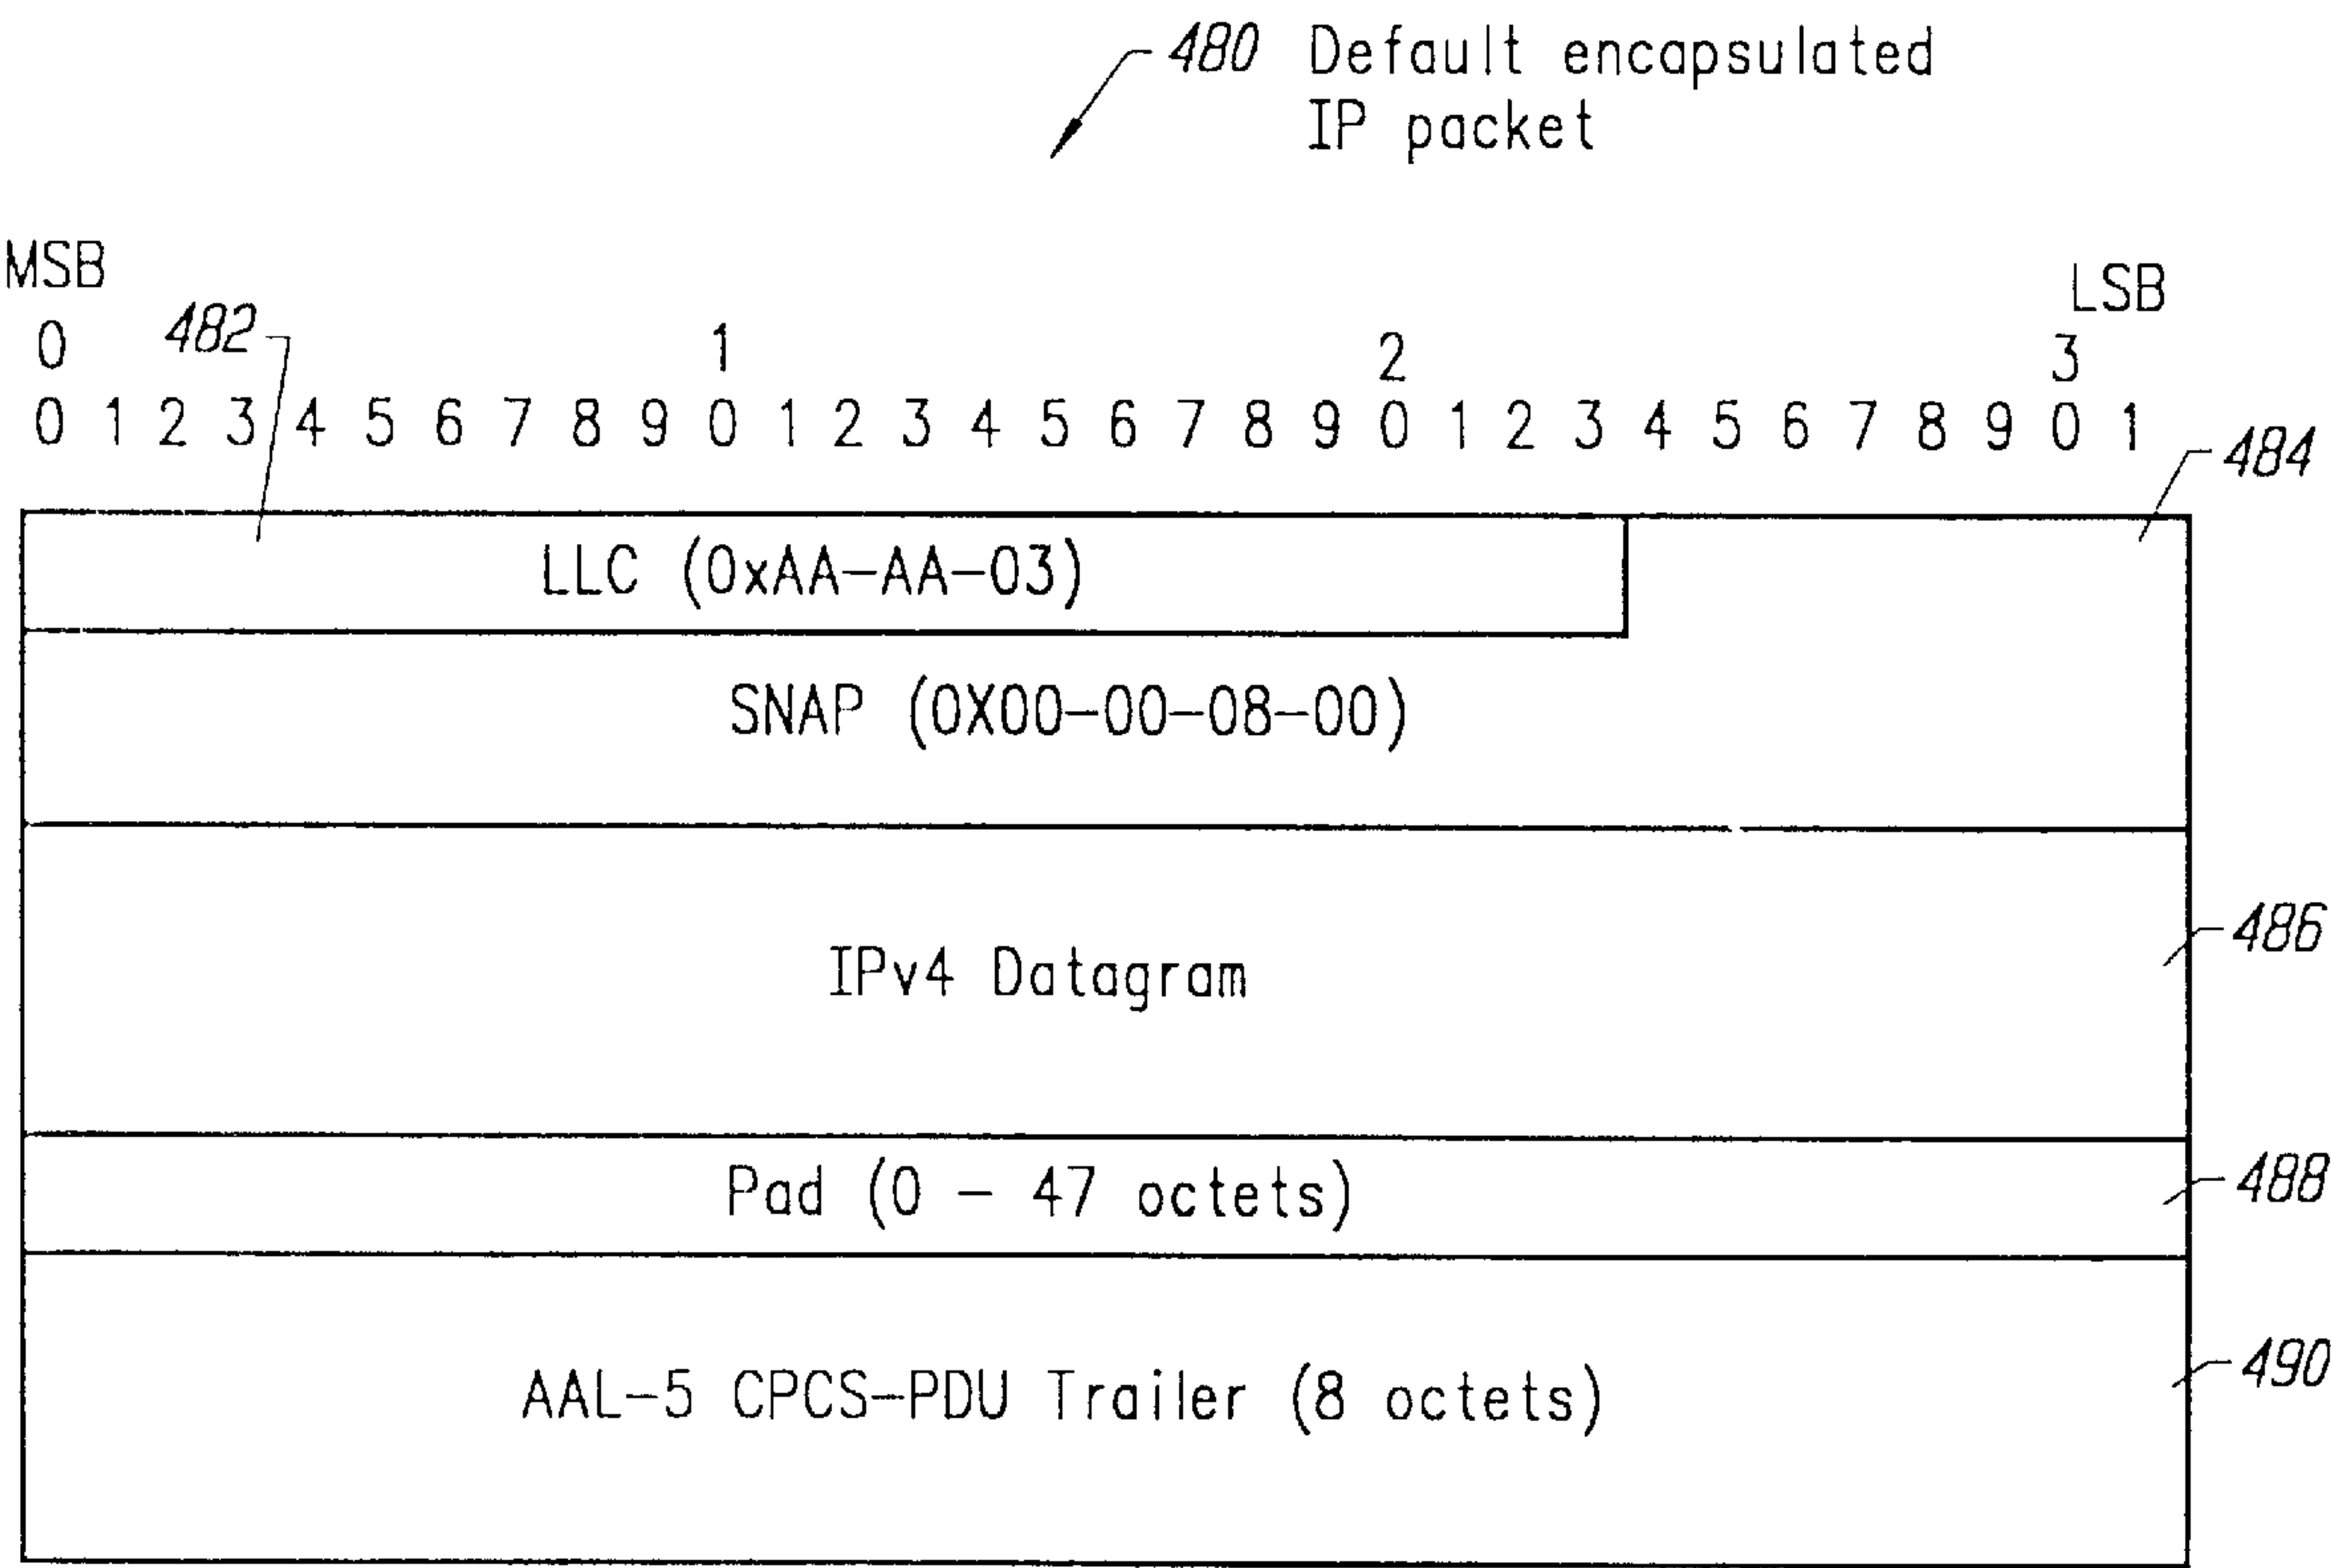 480 Default encapsulated
IP packet
MSB
LSB
0 482 1 2 3
0 1 2 3 4 5 6 7 8 9 0 1 2 3 4 5 6 7 8 9 0 1 2 3 4 5 6 7 8 9 0 1
484
LLC (0xAA-AA-03)
SNAP (0X00-00-08-00)
486
IPv4 Datagram
488
Pad (0 - 47 octets)
490
AAL-5 CPCS-PDU Trailer (8 octets)